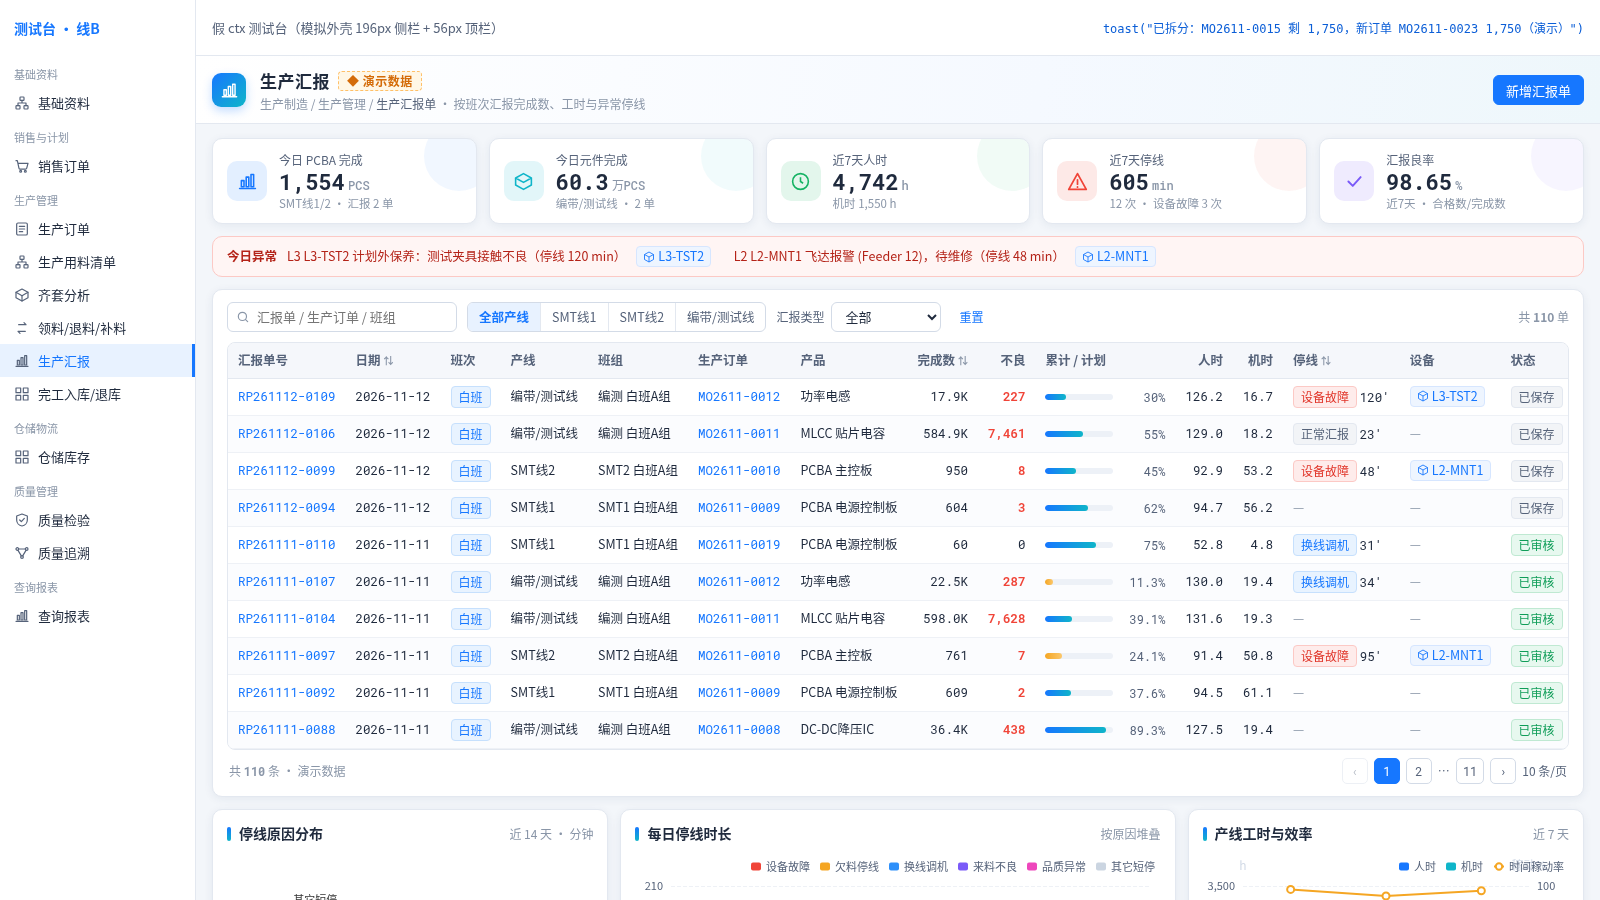 测试台 · 线B
假 ctx 测试台（模拟外壳 196px 侧栏 + 56px 顶栏）
toast("已拆分: MO2611-0015 剩 1,750，新订单 MO2611-0023 1,750（演示）")
基础资料
基础资料
销售与计划
销售订单
生产管理
生产订单
生产用料清单
齐套分析
领料/退料/补料
生产汇报
完工入库/退库
仓储物流
仓储库存
质量管理
质量检验
质量追溯
查询报表
查询报表
生产汇报 ◆ 演示数据
生产制造 / 生产管理 / 生产汇报单 · 按班次汇报完成数、工时与异常停线
新增汇报单
今日 PCBA 完成
1,554 PCS
SMT线1/2 · 汇报 2 单
今日元件完成
60.3 万PCS
编带/测试线 · 2 单
近7天人时
4,742 h
机时 1,550 h
近7天停线
605 min
12 次 · 设备故障 3 次
汇报良率
98.65 %
近7天 · 合格数/完成数
今日异常 L3 L3-TST2 计划外保养：测试夹具接触不良（停线 120 min） L3-TST2 L2 L2-MNT1 飞达报警 (Feeder 12)，待维修（停线 48 min） L2-MNT1
汇报单 / 生产订单 / 班组 全部产线 SMT线1 SMT线2 编带/测试线 汇报类型 全部 重置 共 110 单
汇报单号 日期 班次 产线 班组 生产订单 产品 完成数 不良 累计 / 计划 人时 机时 停线 设备 状态
RP261112-0109 2026-11-12 白班 编带/测试线 编测 白班A组 MO2611-0012 功率电感 17.9K 227 30% 126.2 16.7 设备故障 120' L3-TST2 已保存
RP261112-0106 2026-11-12 白班 编带/测试线 编测 白班A组 MO2611-0011 MLCC 贴片电容 584.9K 7,461 55% 129.0 18.2 正常汇报 23' — 已保存
RP261112-0099 2026-11-12 白班 SMT线2 SMT2 白班A组 MO2611-0010 PCBA 主控板 950 8 45% 92.9 53.2 设备故障 48' L2-MNT1 已保存
RP261112-0094 2026-11-12 白班 SMT线1 SMT1 白班A组 MO2611-0009 PCBA 电源控制板 604 3 62% 94.7 56.2 — — 已保存
RP261111-0110 2026-11-11 白班 SMT线1 SMT1 白班A组 MO2611-0019 PCBA 电源控制板 60 0 75% 52.8 4.8 换线调机 31' — 已审核
RP261111-0107 2026-11-11 白班 编带/测试线 编测 白班A组 MO2611-0012 功率电感 22.5K 287 11.3% 130.0 19.4 换线调机 34' — 已审核
RP261111-0104 2026-11-11 白班 编带/测试线 编测 白班A组 MO2611-0011 MLCC 贴片电容 598.0K 7,628 39.1% 131.6 19.3 — — 已审核
RP261111-0097 2026-11-11 白班 SMT线2 SMT2 白班A组 MO2611-0010 PCBA 主控板 761 7 24.1% 91.4 50.8 设备故障 95' L2-MNT1 已审核
RP261111-0092 2026-11-11 白班 SMT线1 SMT1 白班A组 MO2611-0009 PCBA 电源控制板 609 2 37.6% 94.5 61.1 — — 已审核
RP261111-0088 2026-11-11 白班 编带/测试线 编测 白班A组 MO2611-0008 DC-DC降压IC 36.4K 438 89.3% 127.5 19.4 — — 已审核
共 110 条 · 演示数据
‹ 1 2 ··· 11 › 10 条/页
停线原因分布 近 14 天 · 分钟
其它短停
每日停线时长 按原因堆叠
设备故障 欠料停线 换线调机 来料不良 品质异常 其它短停
210
产线工时与效率 近 7 天
h 人时 机时 时间稼动率
3,500 100